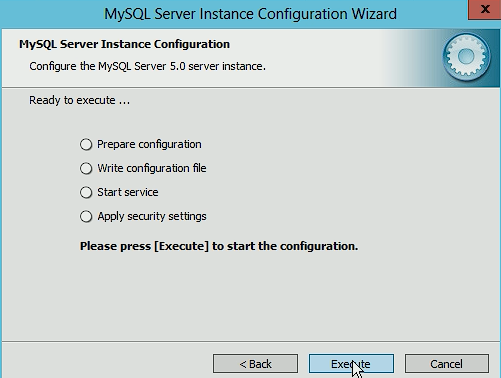 MySQL Server Instance Configuration Wizard
x
MySQL Server Instance Configuration
Configure the MySQL Server 5.0 server instance.
Ready to execute ...
Prepare configuration
Write configuration file
Start service
Apply security settings
Please press [Execute] to start the configuration.
< Back Execute Cancel